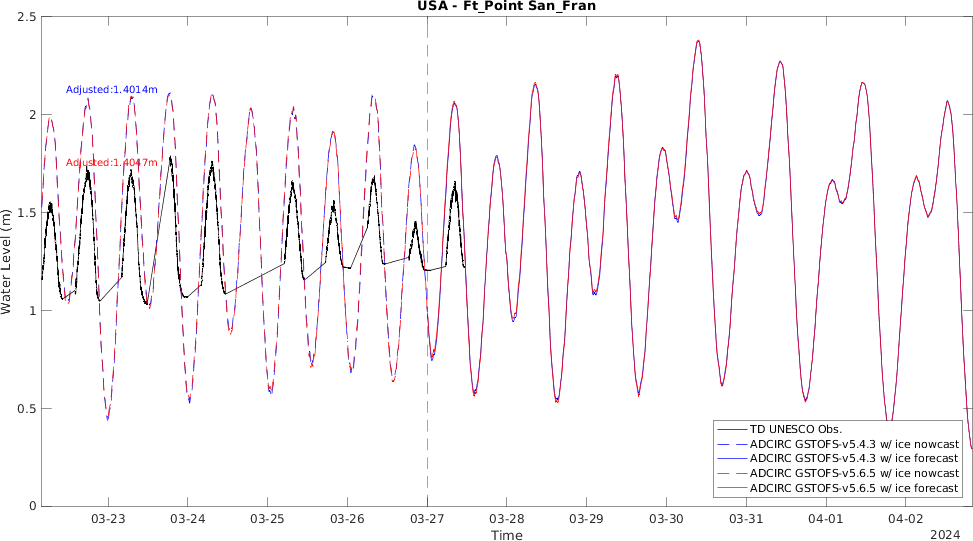 USA - Ft_Point San_Fran
2.5
2
1.5
1
0.5
0
Water Level (m)
Adjusted:1.4014m
Adjusted:1.4047m
TD UNESCO Obs.
ADCIRC GSTOFS-v5.4.3 w/ ice nowcast
ADCIRC GSTOFS-v5.4.3 w/ ice forecast
ADCIRC GSTOFS-v5.6.5 w/ ice nowcast
ADCIRC GSTOFS-v5.6.5 w/ ice forecast
03-23 03-24 03-25 03-26 03-27 03-28 03-29 03-30 03-31 04-01 04-02
Time
2024